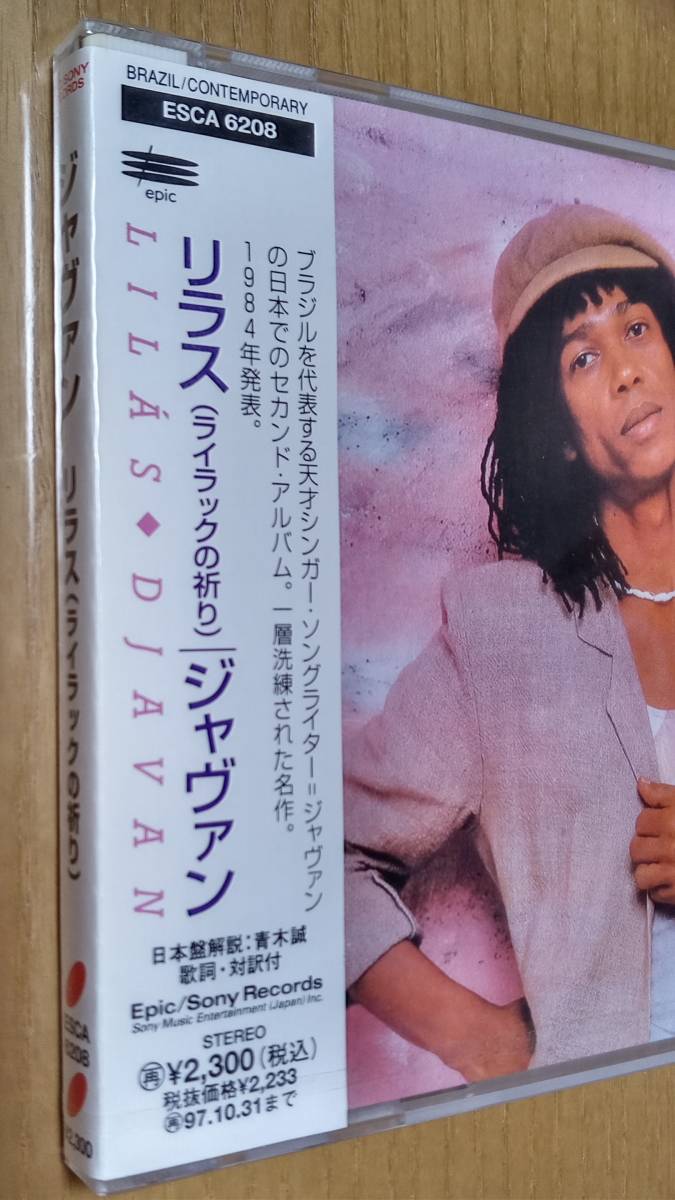 SONY
ジャヴァン リラス(ライラックの祈り)
ESCA
6208
BRAZIL/CONTEMPORARY
ESCA 6208
epic
LILÁS◆DJAVAN
リラス(ライラックの祈り)|ジャヴァン
ブラジルを代表する天才シンガー・ソングライター=ジャヴァン
の日本でのセカンド・アルバム。一層洗練された名作。
1984年発表。
日本盤解説:青木誠
歌詞・対訳付
Epic/Sony Records
Sony Music Entertainment (Japan) Inc.
STEREO
再¥2,300(税込)
税抜価格¥2,233
再97.10.31まで